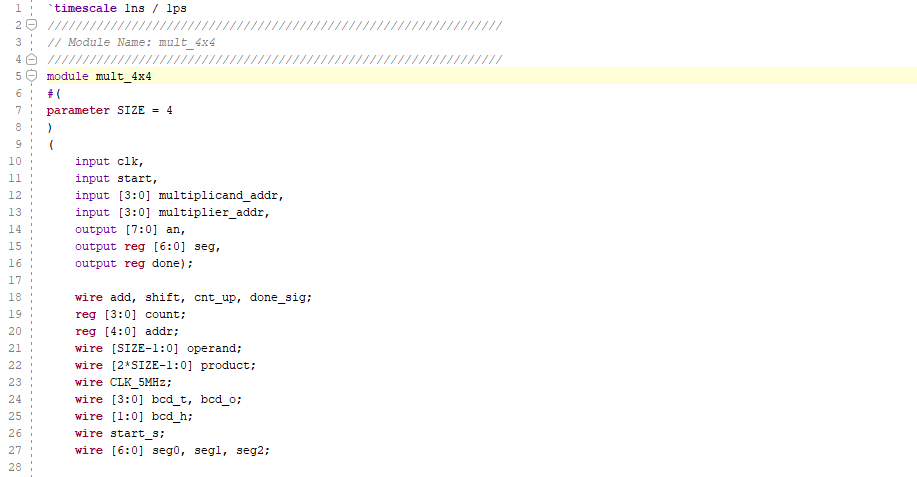 1 `timescale 1ns / 1ps
2 /////////////////////////////////////////////////////////////////
3 // Module Name: mult_4x4
4 /////////////////////////////////////////////////////////////////
5 module mult_4x4
6 #(
7 parameter SIZE = 4
8 )
9 (
10     input clk,
11     input start,
12     input [3:0] multiplicand_addr,
13     input [3:0] multiplier_addr,
14     output [7:0] an,
15     output reg [6:0] seg,
16     output reg done);
17
18     wire add, shift, cnt_up, done_sig;
19     reg [3:0] count;
20     reg [4:0] addr;
21     wire [SIZE-1:0] operand;
22     wire [2*SIZE-1:0] product;
23     wire CLK_5MHz;
24     wire [3:0] bcd_t, bcd_o;
25     wire [1:0] bcd_h;
26     wire start_s;
27     wire [6:0] seg0, seg1, seg2;
28